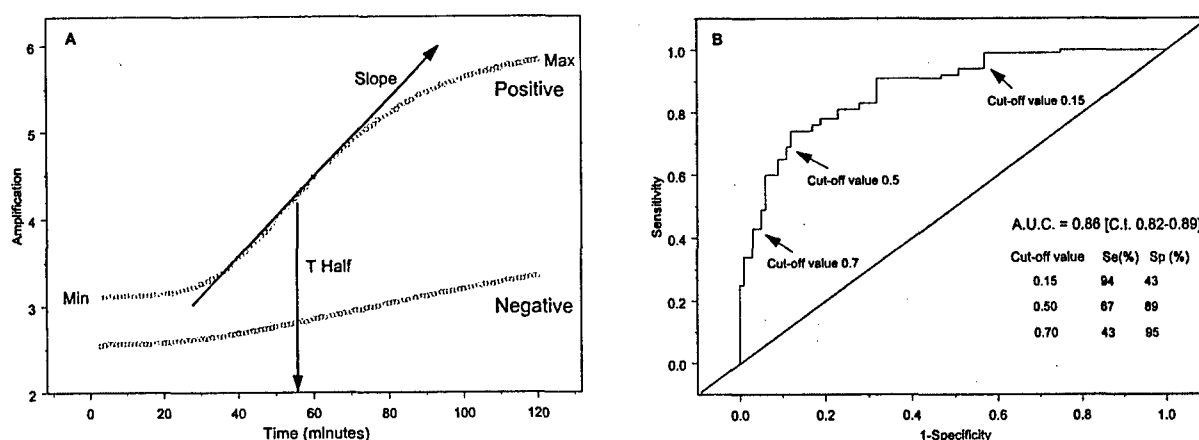 A
6
5
4
3
2
Amplification
Slope
Max
Positive
T Half
Min
Negative
0
20
40
60
80
100
120
Time (minutes)
B
1.0
0.8
0.6
0.4
0.2
0.0
Sensitivity
Cut-off value 0.15
Cut-off value 0.5
Cut-off value 0.7
A.U.C. = 0.86 [C.I. 0.82-0.89]
Cut-off value Se(%) Sp (%)
0.15 94 43
0.50 67 89
0.70 43 95
0.0 0.2 0.4 0.6 0.8 1.0
1-Specificity